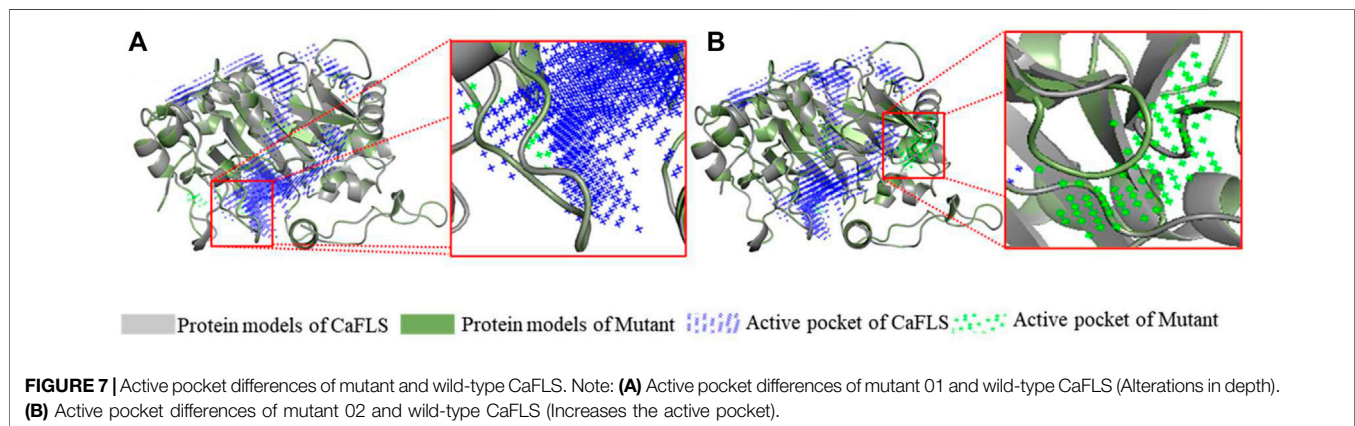 A
B
Protein models of CaFLS Protein models of Mutant Active pocket of CaFLS Active pocket of Mutant
FIGURE 7 | Active pocket differences of mutant and wild-type CaFLS. Note: (A) Active pocket differences of mutant 01 and wild-type CaFLS (Alterations in depth).
(B) Active pocket differences of mutant 02 and wild-type CaFLS (Increases the active pocket).